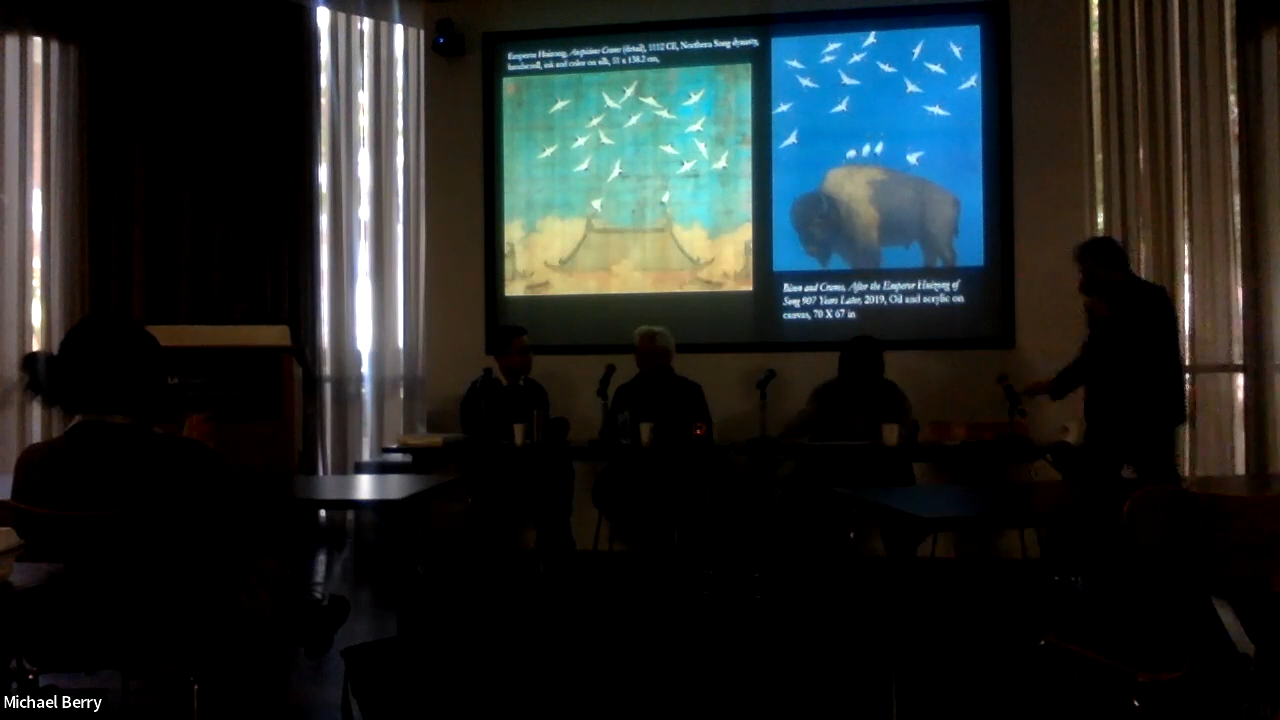 Emperor Huizong, Auspicious Cranes (detail), 1112 CE, Northern Song dynasty,
handscroll, ink and color on silk, 51 x 138.2 cm,
Bison and Cranes, After the Emperor Huizong of
Song 907 Years Later, 2019, Oil and acrylic on
canvas, 70 X 67 in
Michael Berry